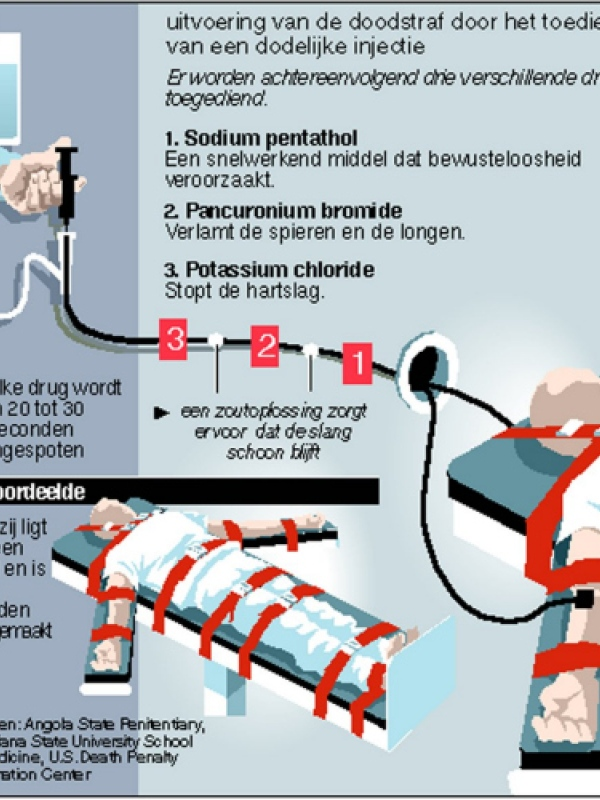 uitvoering van de doodstraf door het toedie
van een dodelijke injectie
Er worden achtereenvolgend drie verschillende dr
toegediend.
1. Sodium pentathol
Een snelwerkend middel dat bewusteloosheid
veroorzaakt.
2. Pancuronium bromide
Verlamt de spieren en de longen.
3. Potassium chloride
Stopt de hartslag.
3
2
1
lke drug wordt
20 tot 30
econden
gespoten
een zoutoplossing zorgt
ervoor dat de slang
schoon blijft
oordeelde
zij ligt
en
en is
den
emaakt
en: Angola State Penitentiary,
iana State University School
dicine, U.S. Death Penalty
mation Center